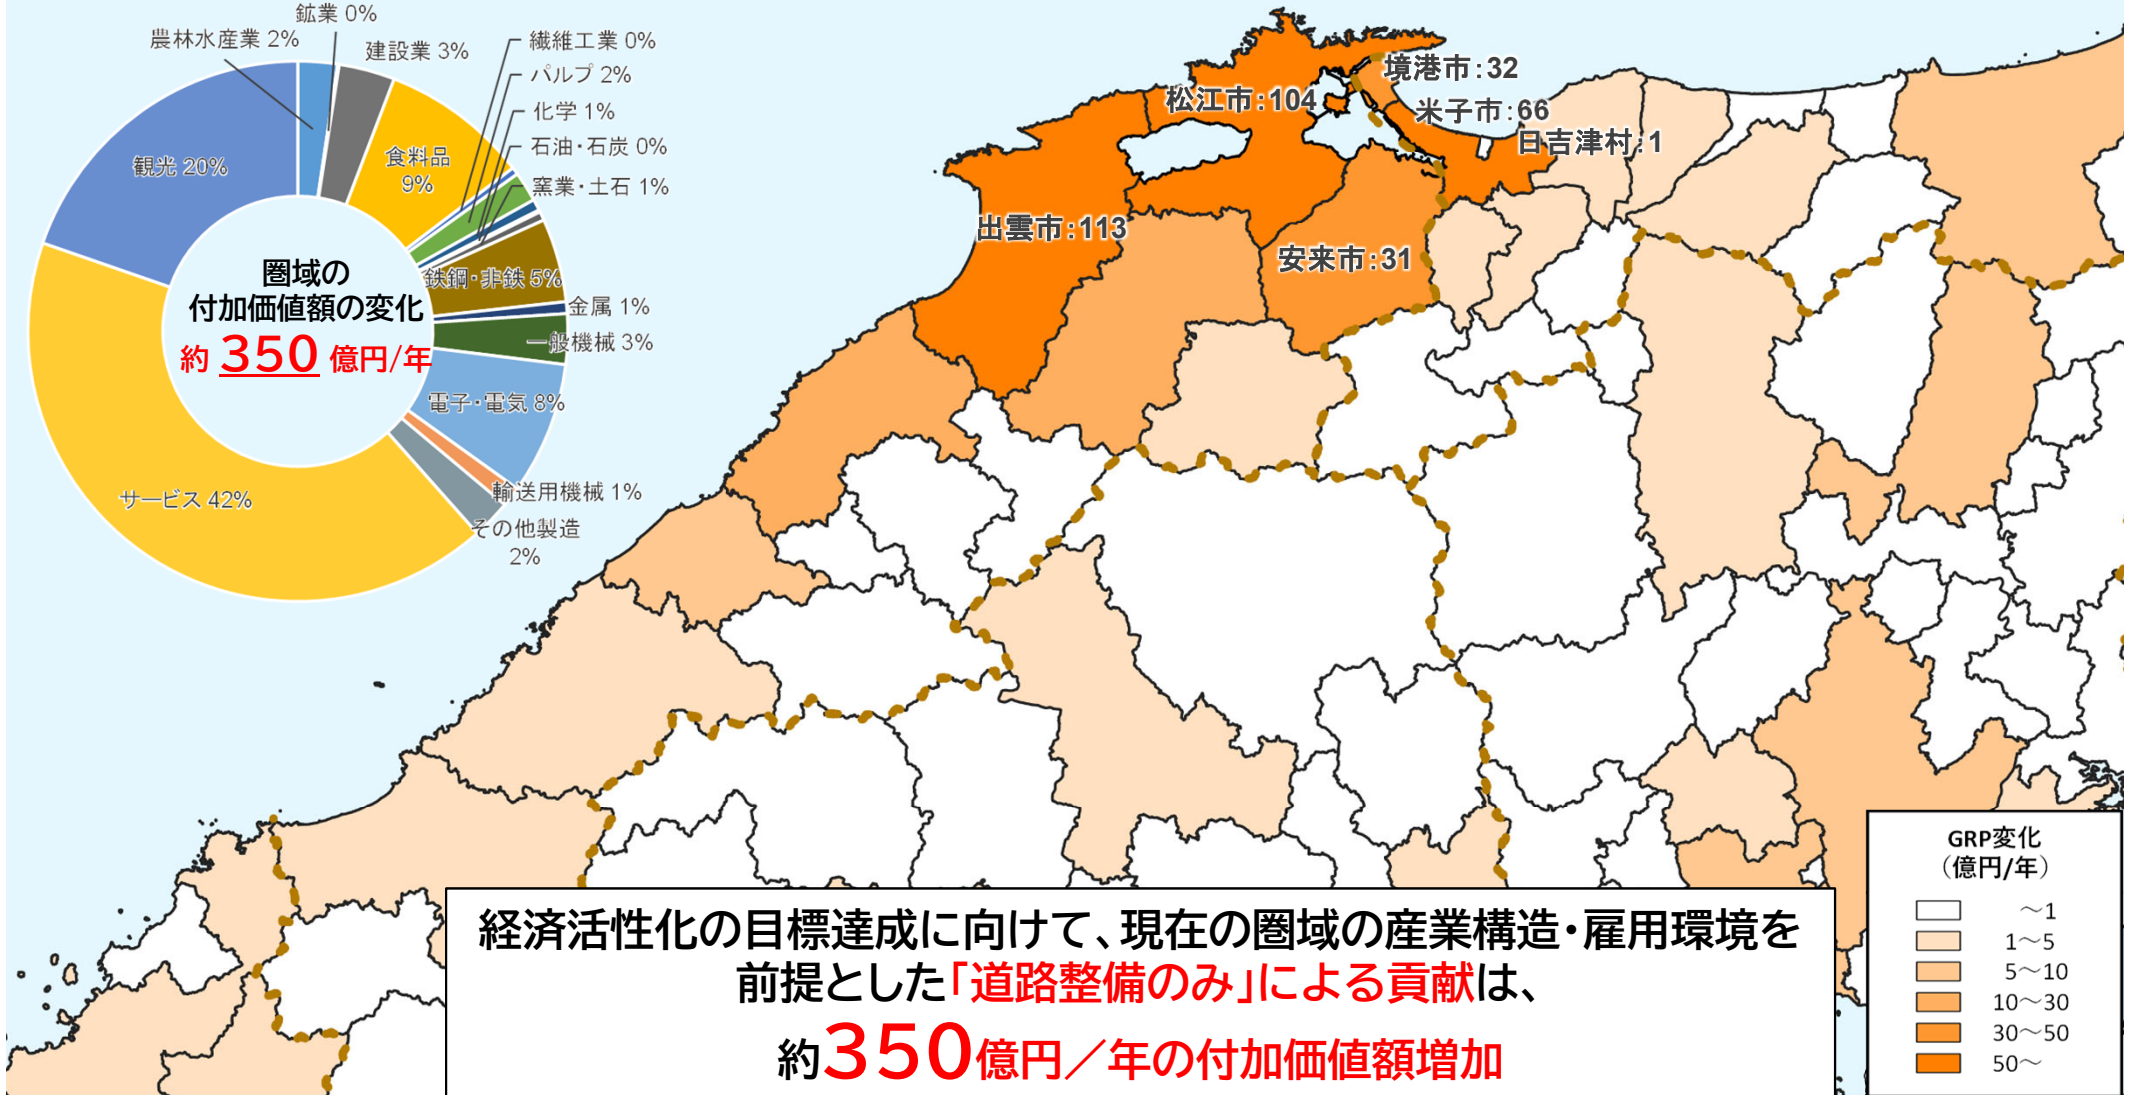 鉱業 0%
農林水産業 2%
建設業 3%
繊維工業 0%
パルプ 2%
化学 1%
石油・石炭 0%
窯業・土石 1%
食料品
9%
観光 20%
鉄鋼・非鉄 5%
金属 1%
一般機械 3%
電子・電気 8%
輸送用機械 1%
その他製造
2%
サービス 42%
圏域の
付加価値額の変化
約 350 億円/年
境港市：32
松江市：104
米子市：66
日吉津村：1
出雲市：113
安来市：31
GRP変化
（億円/年）
～1
1～5
5～10
10～30
30～50
50～
経済活性化の目標達成に向けて、現在の圏域の産業構造・雇用環境を
前提とした「道路整備のみ」による貢献は、
約350億円／年の付加価値額増加